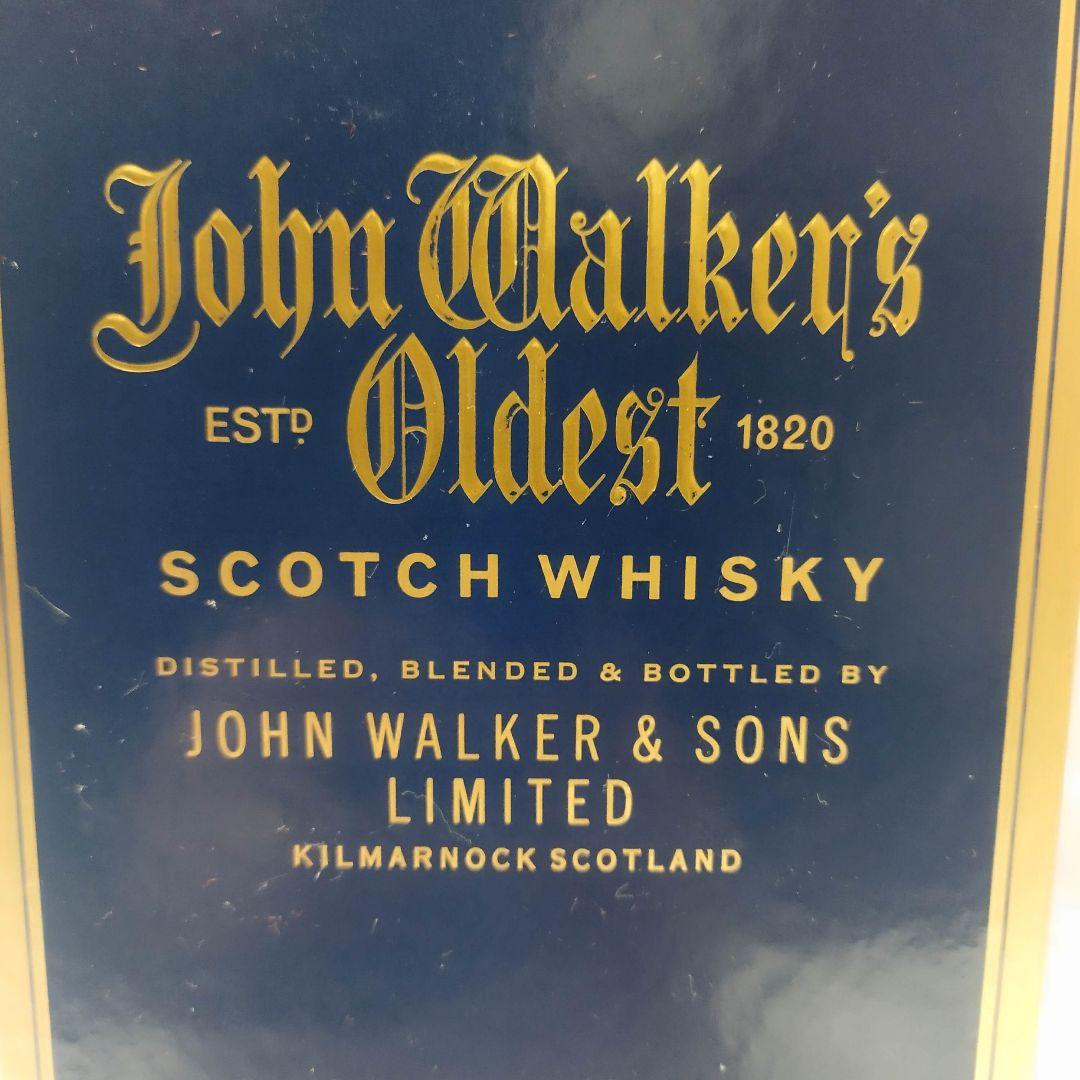 John Walker's
ESTD. Oldest 1820
SCOTCH WHISKY
DISTILLED, BLENDED & BOTTLED BY
JOHN WALKER & SONS
LIMITED
KILMARNOCK SCOTLAND